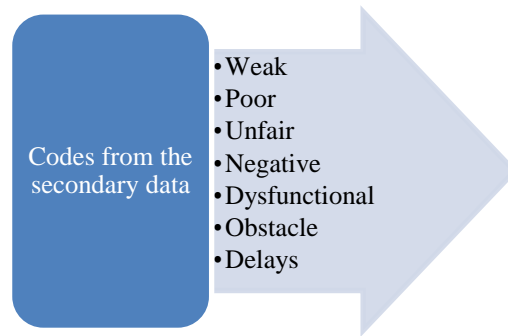 Codes from the
secondary data
•Weak
•Poor
•Unfair
•Negative
•Dysfunctional
•Obstacle
•Delays